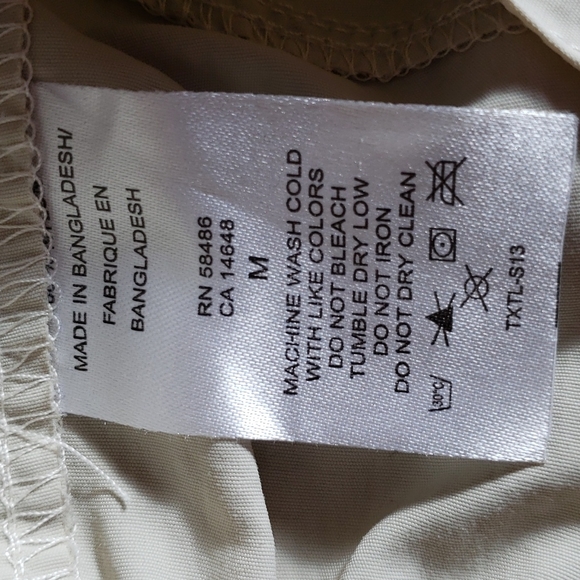 MADE IN BANGLADESH/
FABRIQUE EN
BANGLADESH
RN 58486
CA 14648
M
MACHINE WASH COLD
WITH LIKE COLORS
DO NOT BLEACH
TUMBLE DRY LOW
DO NOT IRON
DO NOT DRY CLEAN
30°C
TXTL-S13